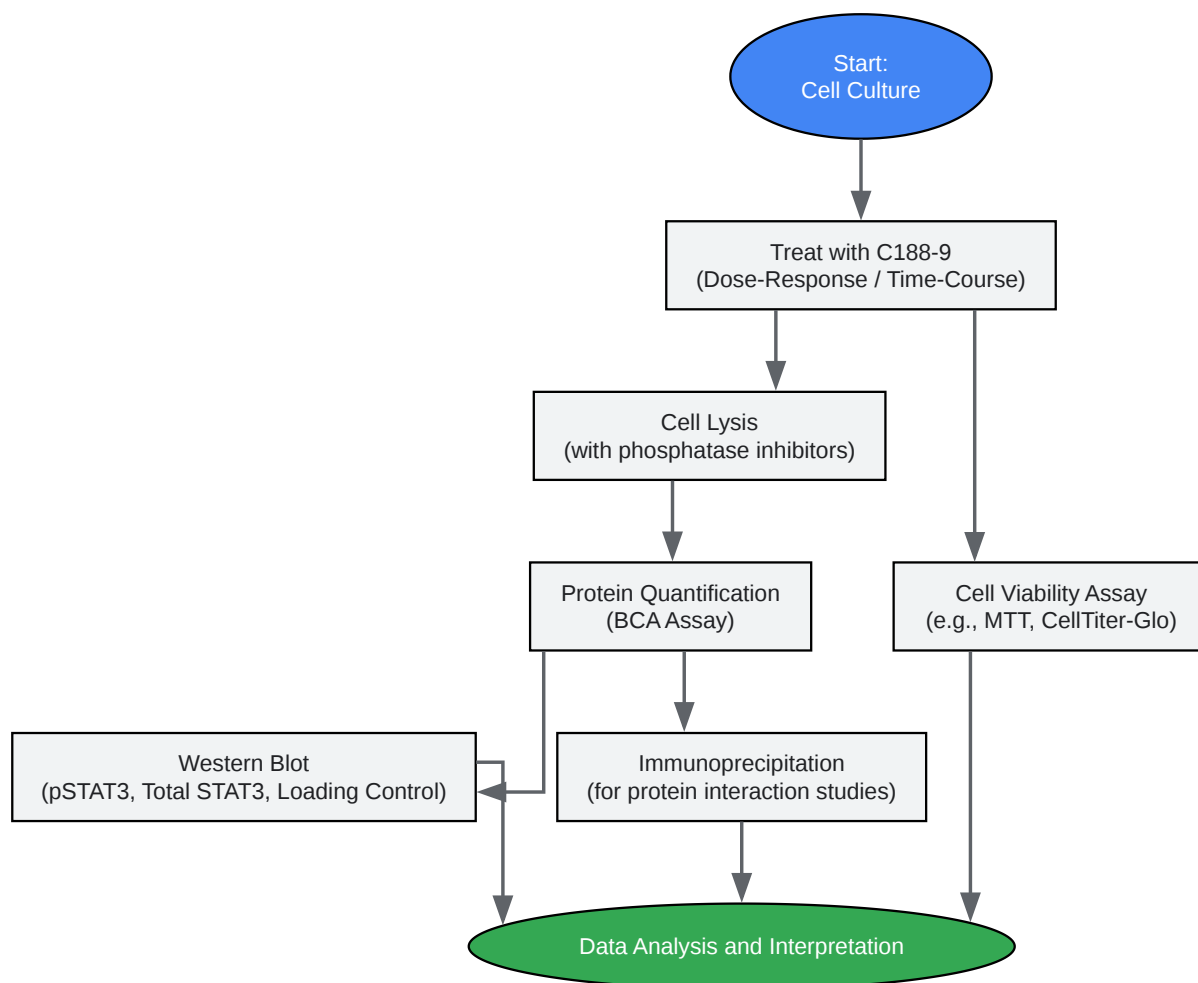 Start:
Cell Culture
Treat with C188-9
(Dose-Response / Time-Course)
Cell Lysis
(with phosphatase inhibitors)
Protein Quantification
(BCA Assay)
Cell Viability Assay
(e.g., MTT, CellTiter-Glo)
Western Blot
(pSTAT3, Total STAT3, Loading Control)
Immunoprecipitation
(for protein interaction studies)
Data Analysis and Interpretation